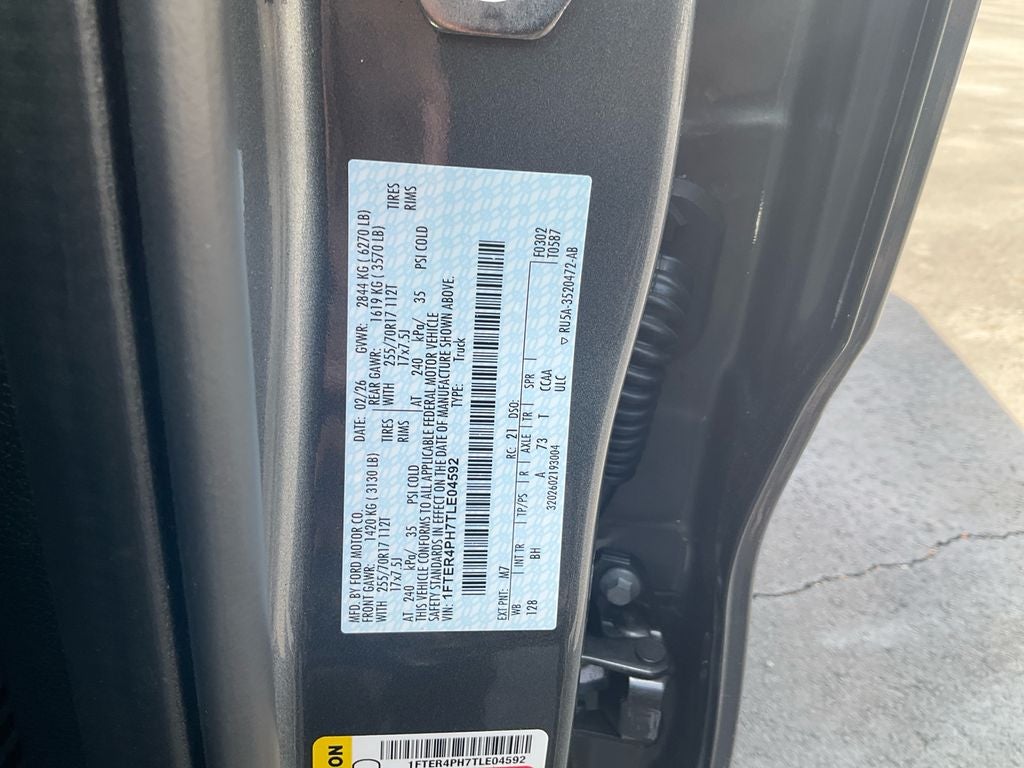 MFD. BY FORD MOTOR CO.
DATE: 02/26 GVWR: 2844 KG ( 6270 LB)
FRONT GAWR: 1420 KG ( 3130 LB)
REAR GAWR: 1619 KG ( 3570 LB)
WITH 255/70R17 112T TIRES
WITH 255/70R17 112T TIRES
17x7.5J RIMS
17x7.5J RIMS
AT 240 kPa/ 35 PSI COLD
AT 240 kPa/ 35 PSI COLD
THIS VEHICLE CONFORMS TO ALL APPLICABLE FEDERAL MOTOR VEHICLE
SAFETY STANDARDS IN EFFECT ON THE DATE OF MANUFACTURE SHOWN ABOVE.
VIN: 1FTER4PH7TLE04592 TYPE: Truck
EXT PNT: M7 RC: 21 DSO: F0302
WB INT TR TP/PS R AXLE TR SPR T0587
128 BH A 73 T CCAA
3202602193004 ULC
▽ RU5A-3520472-AB
ON
1FTER4PH7TLE04592